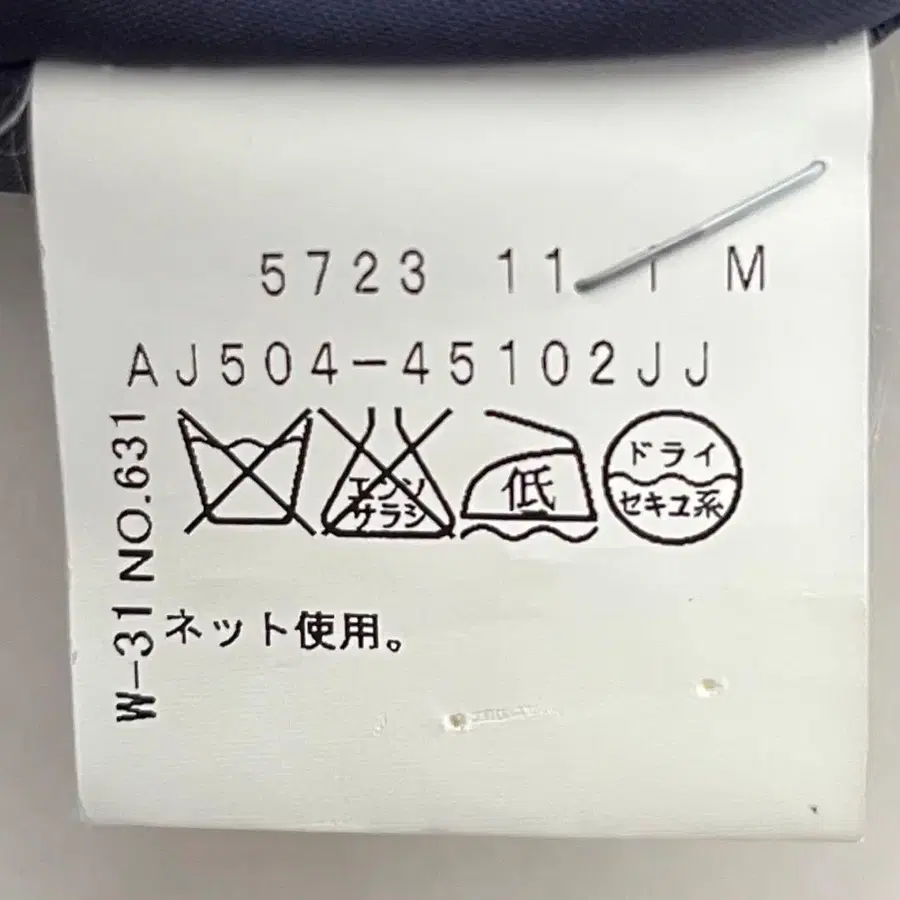 5723 11 1 M
AJ504-45102JJ
W-31 NO.631
エンソ
サラシ
低
ドライ
セキユ系
ネット使用。